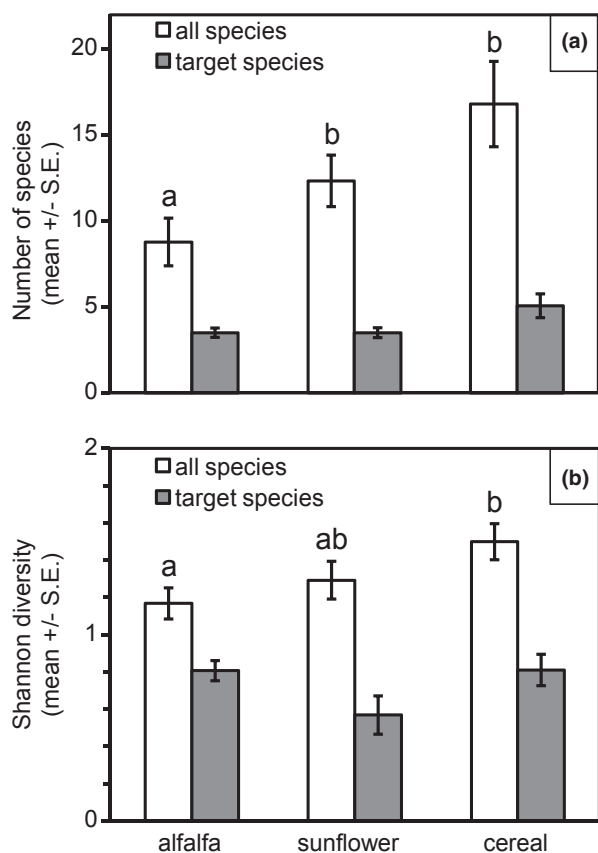 all species
target species
(a)
20
15
10
5
0
Number of species
(mean +/- S.E.)
a
b
b
2
1
0
all species
target species
(b)
Shannon diversity
(mean +/- S.E.)
a
ab
b
alfalfa sunflower cereal